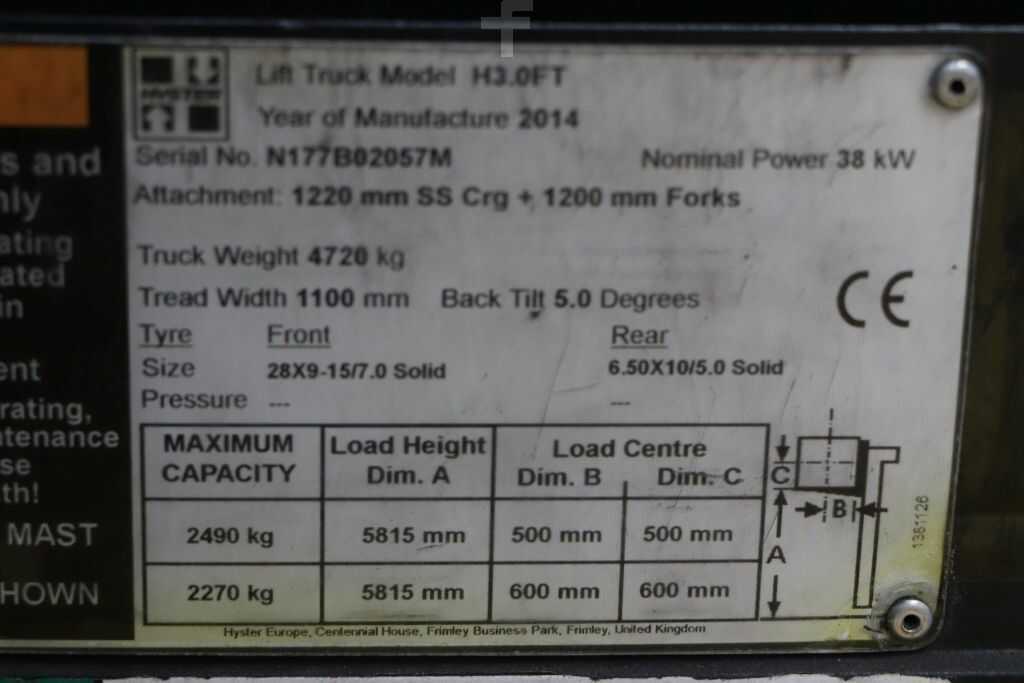 f
HYSTER
Lift Truck Model H3.0FT
Year of Manufacture 2014
Serial No. N177B02057M Nominal Power 38 kW
Attachment: 1220 mm SS Crg + 1200 mm Forks
Truck Weight 4720 kg
Tread Width 1100 mm Back Tilt 5.0 Degrees
CE
Tyre Front Rear
Size 28X9-15/7.0 Solid 6.50X10/5.0 Solid
Pressure --- ---
MAXIMUM CAPACITY Load Height Dim. A Load Centre Dim. B Dim. C
2490 kg 5815 mm 500 mm 500 mm
2270 kg 5815 mm 600 mm 600 mm
C
B
A
1361126
Hyster Europe, Centennial House, Frimley Business Park, Frimley, United Kingdom
s and
nly
ating
ated
in
ent
rating,
ntenance
se
th!
MAST
HOWN